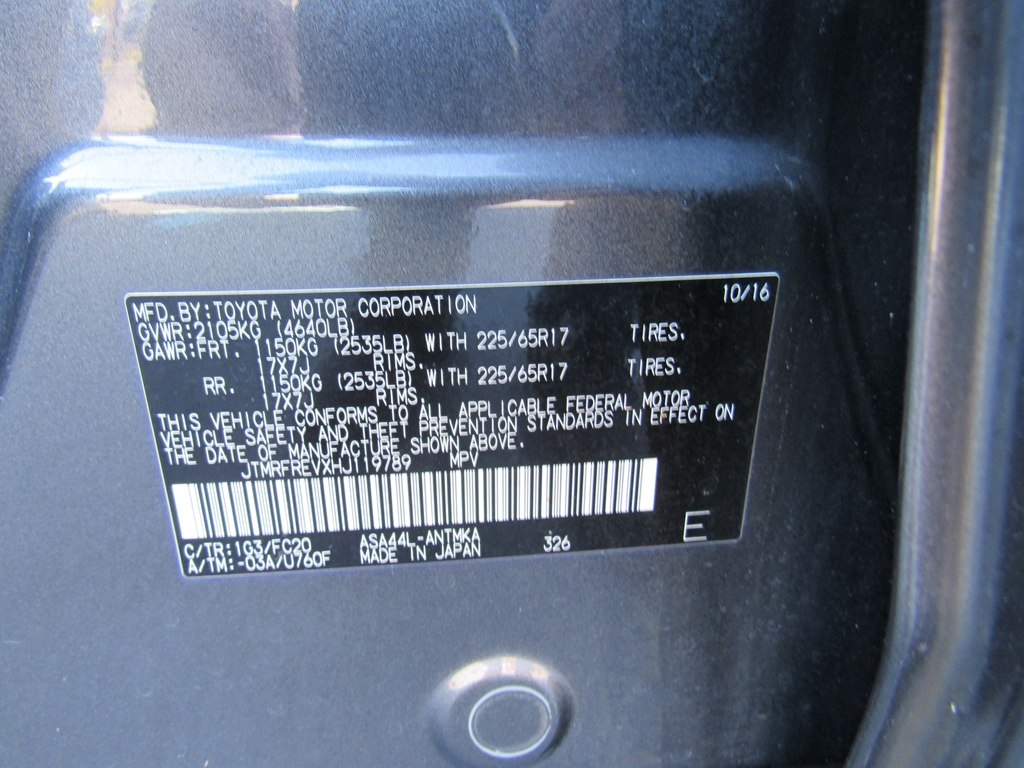 MFD.BY:TOYOTA MOTOR CORPORATION 10/16
GVWR:2105KG (4640LB)
GAWR:FRT. 1150KG (2535LB) WITH 225/65R17 TIRES.
17X7J RTMS.
RR. 1150KG (2535LB) WITH 225/65R17 TIRES.
17X7J RTMS.
THIS VEHICLE CONFORMS TO ALL APPLICABLE FEDERAL MOTOR
VEHICLE SAFETY AND THEFT PREVENTION STANDARDS IN EFFECT ON
THE DATE OF MANUFACTURE SHOWN ABOVE.
JTMRFREVXHJ119789 MPV
C/TR:1G3/FC20 ASA44L-ANTMKA 326 E
A/TM:-03A/U760F MADE IN JAPAN